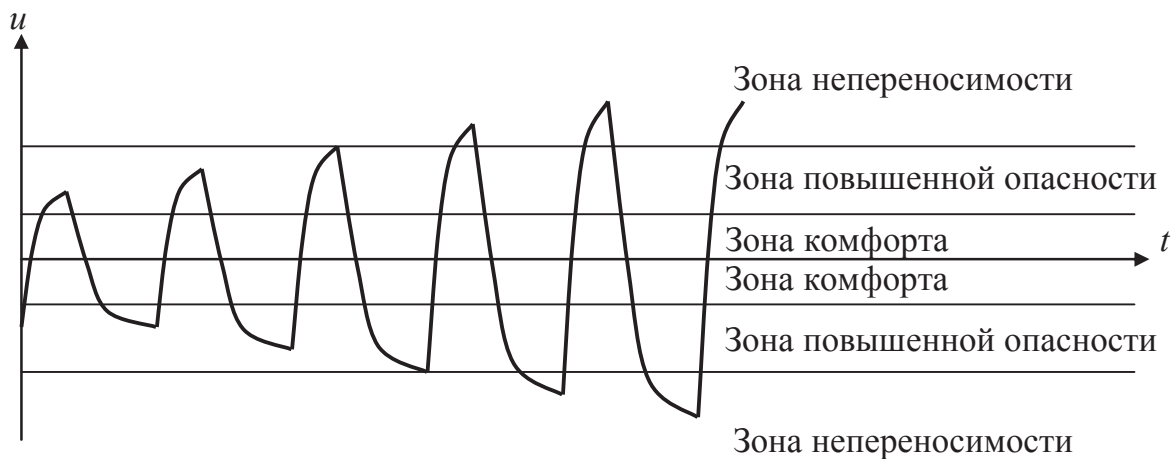 u
Зона непереносимости
Зона повышенной опасности
Зона комфорта
t
Зона комфорта
Зона повышенной опасности
Зона непереносимости